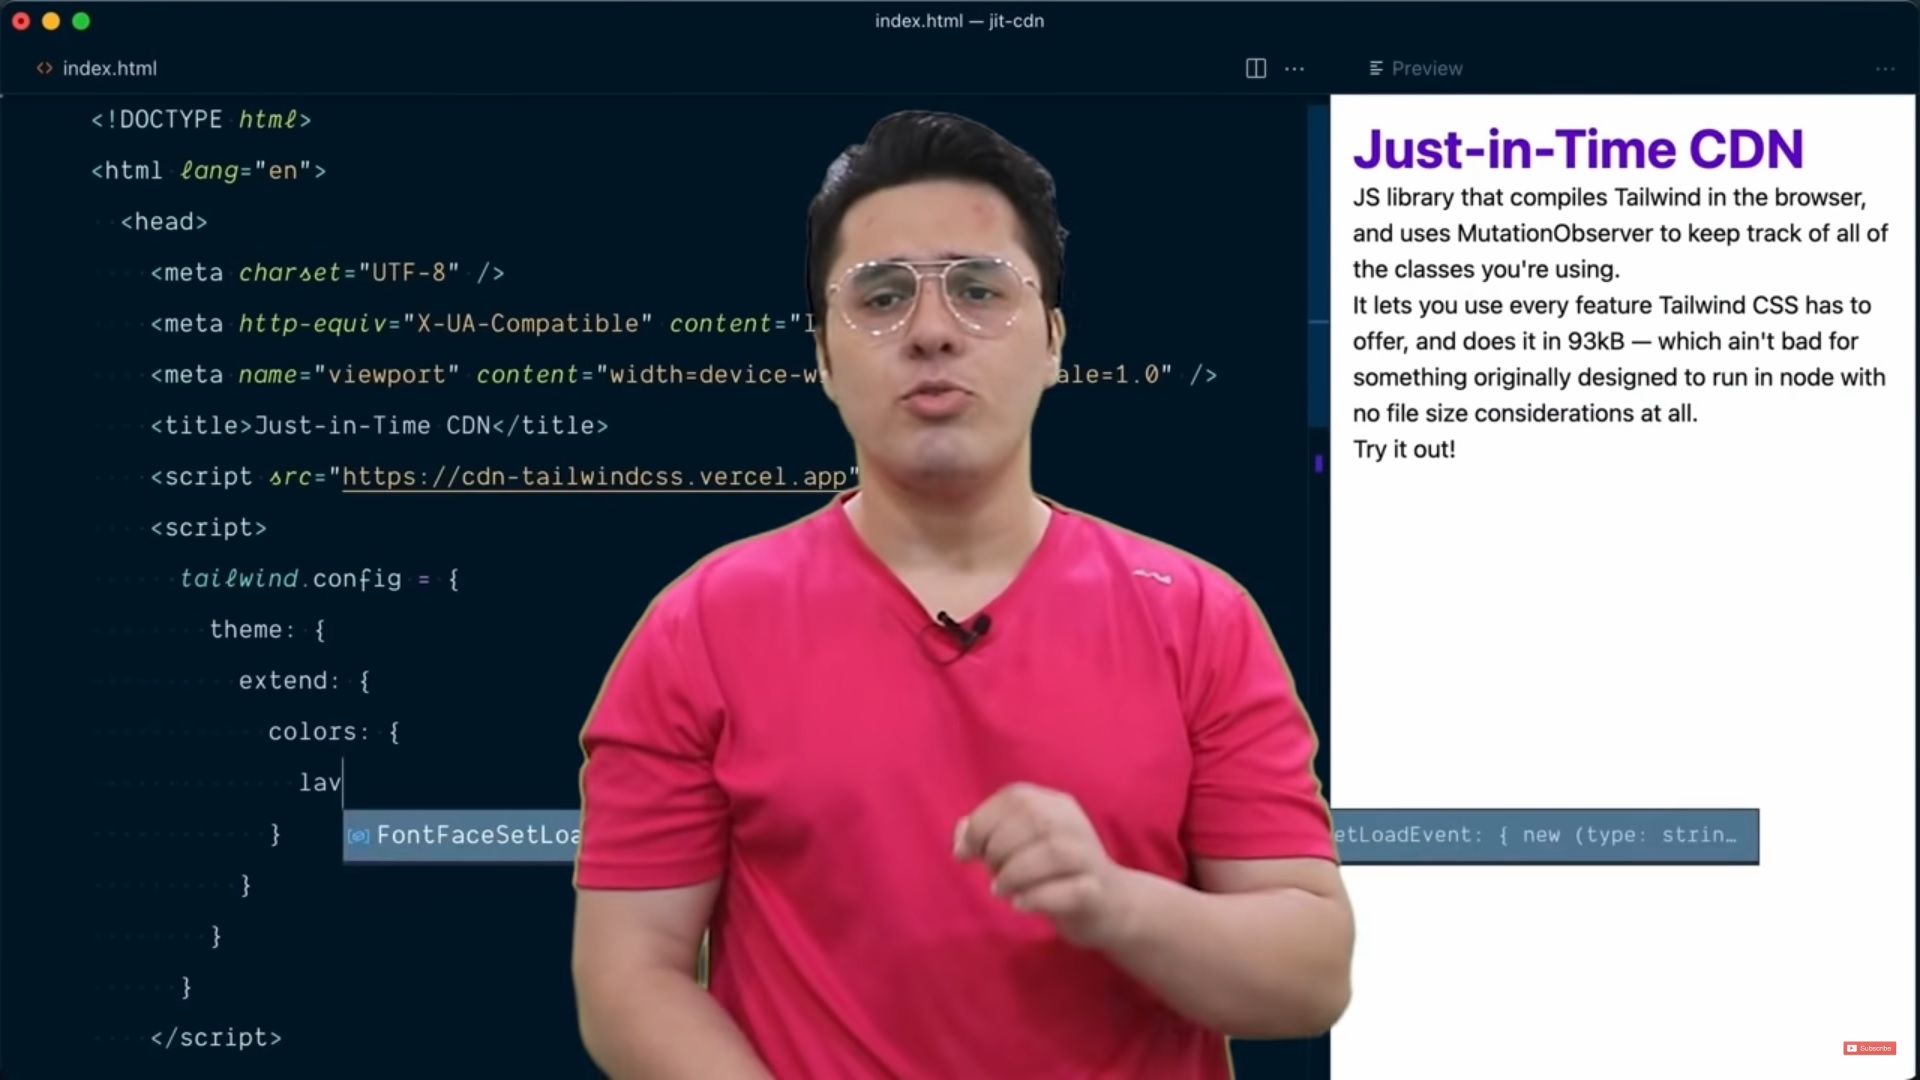 index.html — jit-cdn
index.html
Preview
<!DOCTYPE html>
<html lang="en">
<head>
<meta charset="UTF-8" />
<meta http-equiv="X-UA-Compatible" content="I
<meta name="viewport" content="width=device-w ale=1.0" />
<title>Just-in-Time CDN</title>
<script src="https://cdn-tailwindcss.vercel.app"
<script>
tailwind.config = {
theme: {
extend: {
colors: {
lav
FontFaceSetLoa etLoadEvent: { new (type: strin…
}
}
}
}
</script>
Just-in-Time CDN
JS library that compiles Tailwind in the browser,
and uses MutationObserver to keep track of all of
the classes you're using.
It lets you use every feature Tailwind CSS has to
offer, and does it in 93kB — which ain't bad for
something originally designed to run in node with
no file size considerations at all.
Try it out!
Subscribe